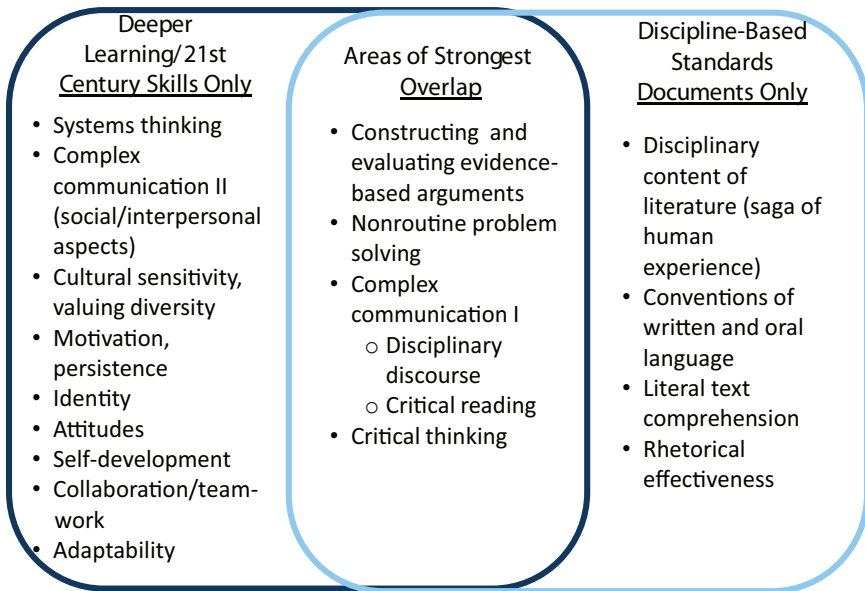 Deeper
Learning/21st
Century Skills Only
• Systems thinking
• Complex
communication II
(social/interpersonal
aspects)
• Cultural sensitivity,
valuing diversity
• Motivation,
persistence
• Identity
• Attitudes
• Self-development
• Collaboration/team-
work
• Adaptability
Areas of Strongest
Overlap
• Constructing and
evaluating evidence-
based arguments
• Nonroutine problem
solving
• Complex
communication I
o Disciplinary
discourse
o Critical reading
• Critical thinking
Discipline-Based
Standards
Documents Only
• Disciplinary
content of
literature (saga of
human
experience)
• Conventions of
written and oral
language
• Literal text
comprehension
• Rhetorical
effectiveness